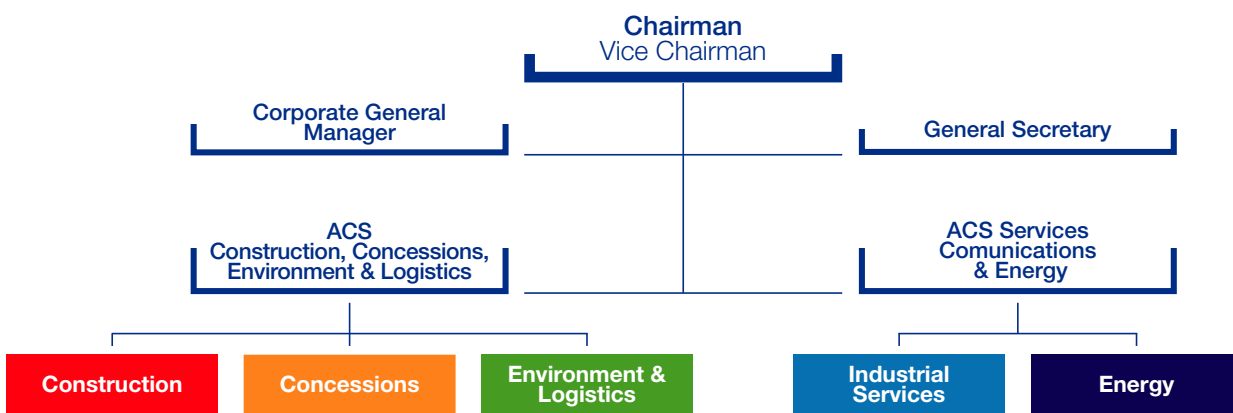 Chairman
Vice Chairman
Corporate General
Manager
General Secretary
ACS
Construction, Concessions,
Environment & Logistics
ACS Services
Comunications
& Energy
Construction
Concessions
Environment &
Logistics
Industrial
Services
Energy